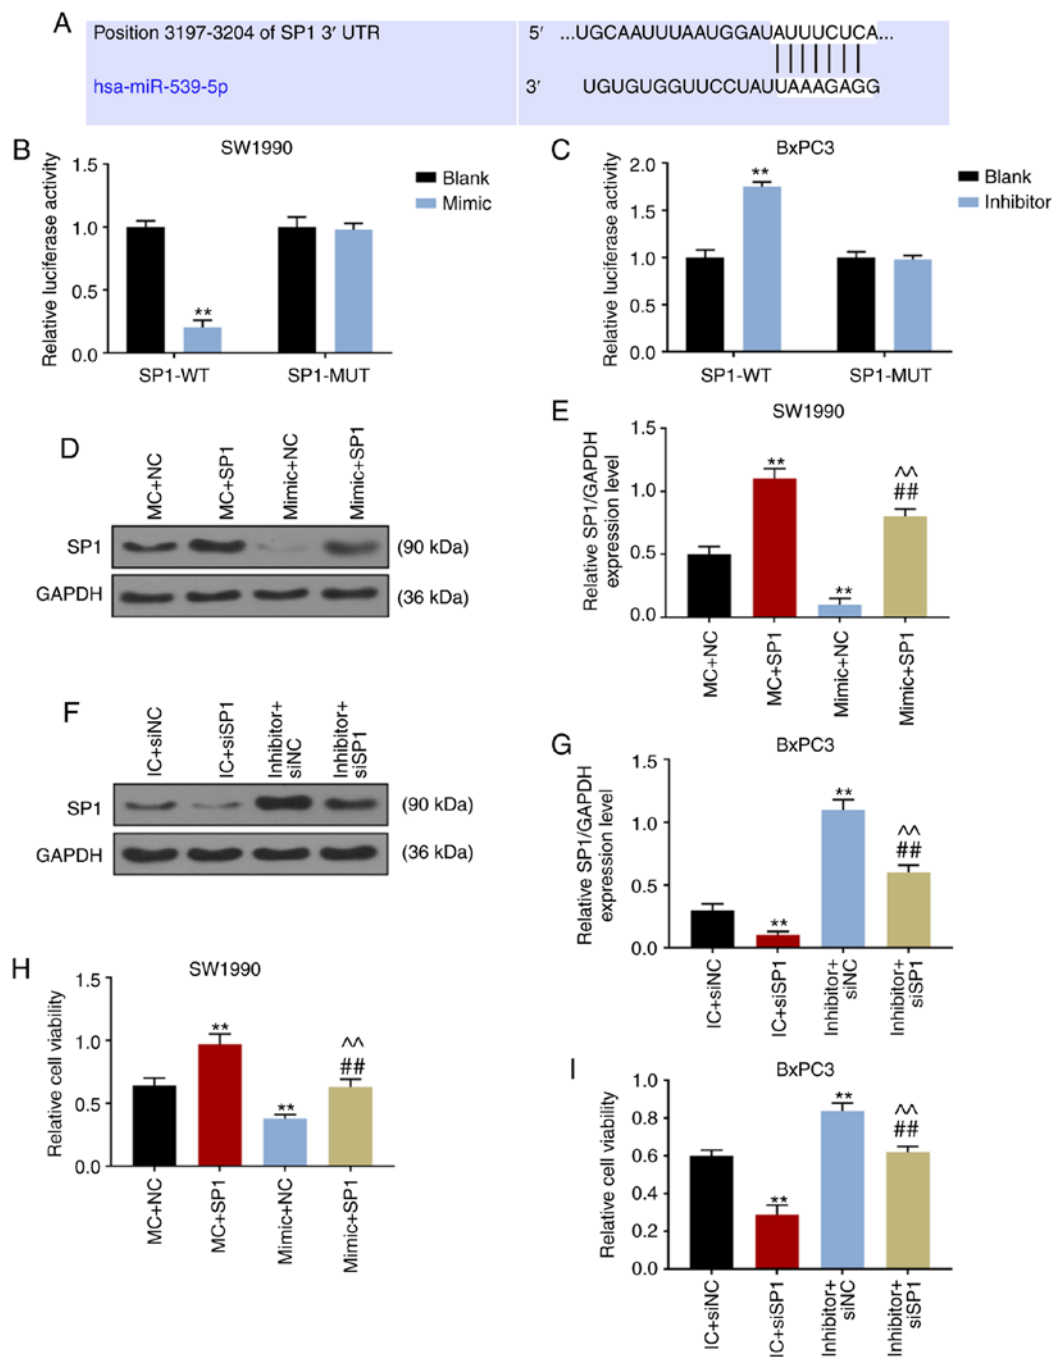 A
Position 3197-3204 of SP1 3′ UTR 5′ ...UGCAAUUUAAUGGAUAUUUCUCA...
hsa-miR-539-5p 3′ UGUGUGGUUCCUAUUAAAGAGG
B
SW1990
Relative luciferase activity
1.5
1.0
0.5
0.0
**
SP1-WT SP1-MUT
Blank
Mimic
C
BxPC3
Relative luciferase activity
2.0
1.5
1.0
0.5
0.0
**
SP1-WT SP1-MUT
Blank
Inhibitor
D
MC+NC
MC+SP1
Mimic+NC
Mimic+SP1
SP1 (90 kDa)
GAPDH (36 kDa)
E
SW1990
Relative SP1/GAPDH
expression level
1.5
1.0
0.5
0.0
**
**
^^
##
MC+NC
MC+SP1
Mimic+NC
Mimic+SP1
F
IC+siNC
IC+siSP1
Inhibitor+
siNC
Inhibitor+
siSP1
SP1 (90 kDa)
GAPDH (36 kDa)
G
BxPC3
Relative SP1/GAPDH
expression level
1.5
1.0
0.5
0.0
**
**
^^
##
IC+siNC
IC+siSP1
Inhibitor+
siNC
Inhibitor+
siSP1
H
SW1990
Relative cell viability
1.5
1.0
0.5
0.0
**
**
^^
##
MC+NC
MC+SP1
Mimic+NC
Mimic+SP1
I
BxPC3
Relative cell viability
1.0
0.8
0.6
0.4
0.2
0.0
**
**
^^
##
IC+siNC
IC+siSP1
Inhibitor+
siNC
Inhibitor+
siSP1